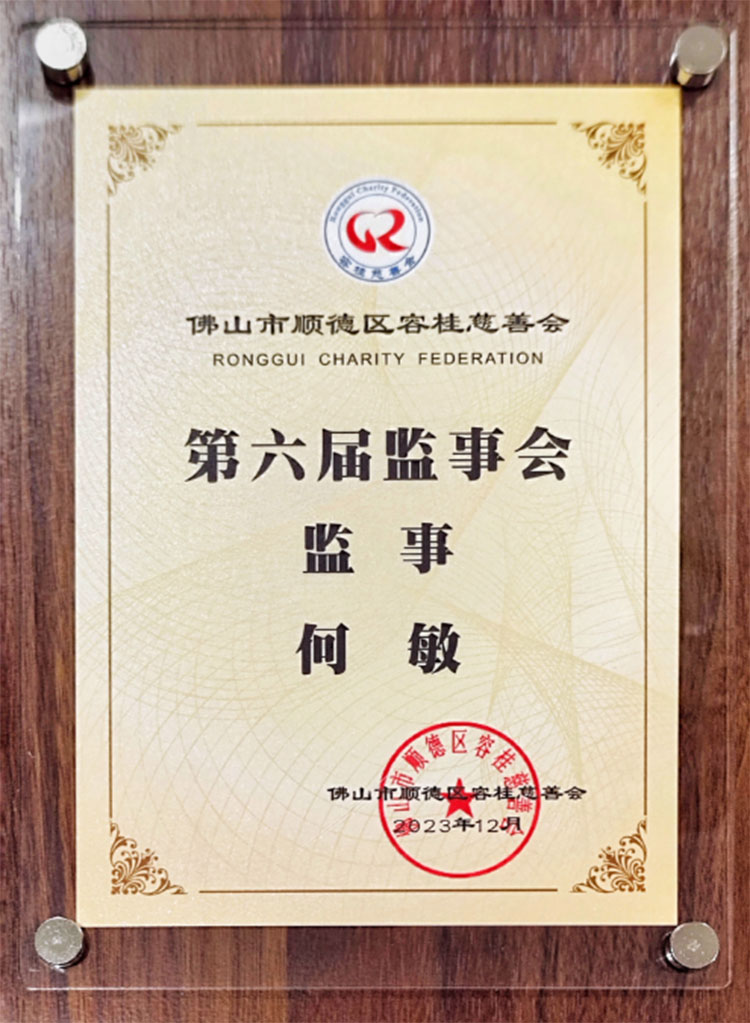 Ronggui Charity Federation
容桂慈善会
佛山市顺德区容桂慈善会
RONGGUI CHARITY FEDERATION
第六届监事会
监 事
何 敏
佛山市顺德区容桂慈善会
佛山市顺德区容桂慈善会
2023年12月